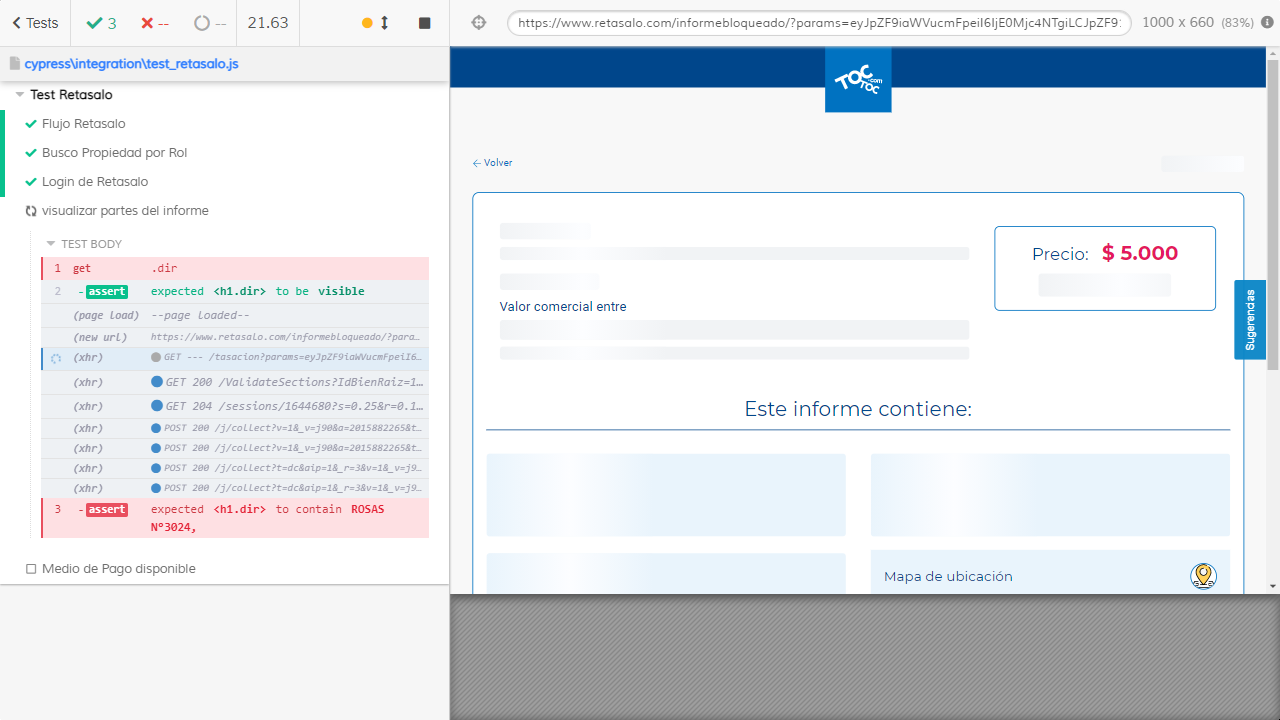 Tests
3
--
--
21.63
https://www.retasalo.com/informebloqueado/?params=eyJpZF9iaWVucmFpeiI6IjE0Mjc4NTgiLCJpZF9
1000 x 660 (83%)
cypress\integration\test_retasalo.js
Test Retasalo
Flujo Retasalo
Busco Propiedad por Rol
Login de Retasalo
visualizar partes del informe
TEST BODY
1 get .dir
2 -assert expected <h1.dir> to be visible
(page load) --page loaded--
(new url) https://www.retasalo.com/informebloqueado/?para...
(xhr) GET --- /tasacion?params=eyJpZF9iaWVucmFpeiI6...
(xhr) GET 200 /ValidateSections?IdBienRaiz=1...
(xhr) GET 204 /sessions/1644680?s=0.25&r=0.1...
(xhr) POST 200 /j/collect?v=1&_v=j90&a=2015882265&t...
(xhr) POST 200 /j/collect?v=1&_v=j90&a=2015882265&t...
(xhr) POST 200 /j/collect?t=dc&aip=1&_r=3&v=1&_v=j9...
(xhr) POST 200 /j/collect?t=dc&aip=1&_r=3&v=1&_v=j9...
3 -assert expected <h1.dir> to contain ROSAS
Nº3024,
Medio de Pago disponible
TOC
.com
TOC
Volver
Precio: $ 5.000
Valor comercial entre
Sugerencias
Este informe contiene:
Mapa de ubicación